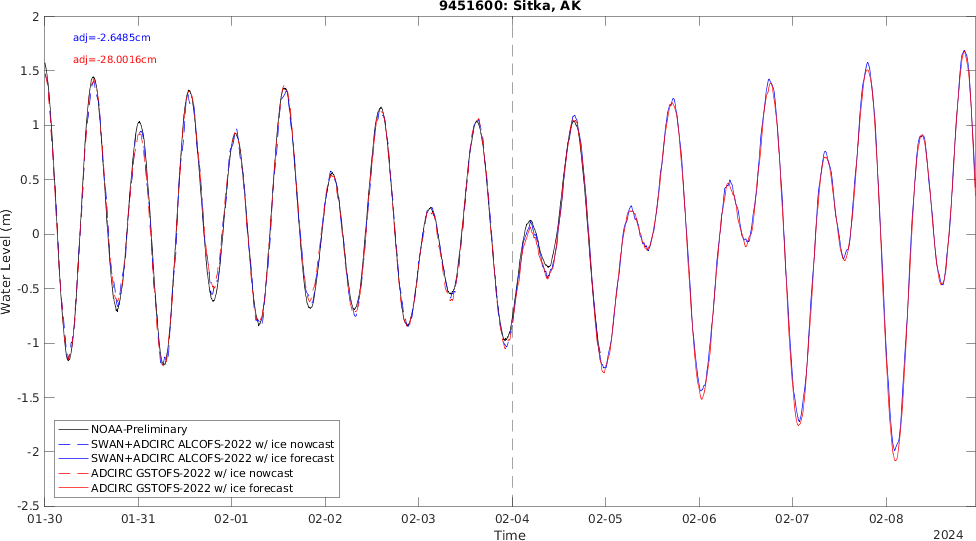 9451600: Sitka, AK
adj=-2.6485cm
adj=-28.0016cm
2
1.5
1
0.5
0
-0.5
-1
-1.5
-2
-2.5
Water Level (m)
NOAA-Preliminary
SWAN+ADCIRC ALCOFS-2022 w/ ice nowcast
SWAN+ADCIRC ALCOFS-2022 w/ ice forecast
ADCIRC GSTOFS-2022 w/ ice nowcast
ADCIRC GSTOFS-2022 w/ ice forecast
01-30 01-31 02-01 02-02 02-03 02-04 02-05 02-06 02-07 02-08
Time
2024